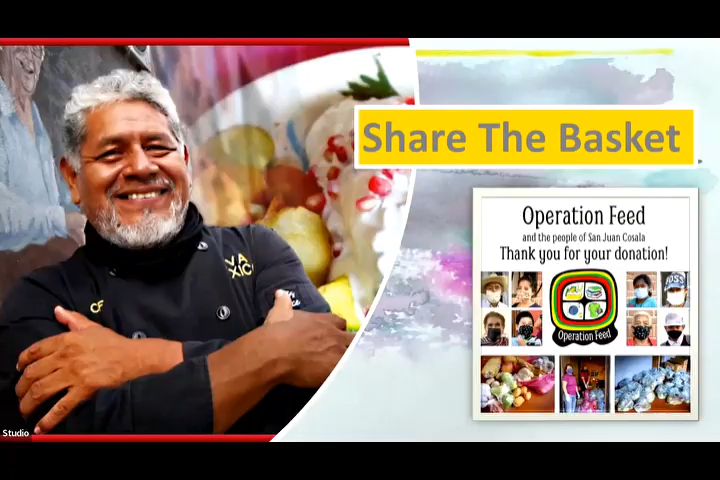 Share The Basket
Operation Feed
and the people of San Juan Cosala
Thank you for your donation!
Operation Feed
Studio